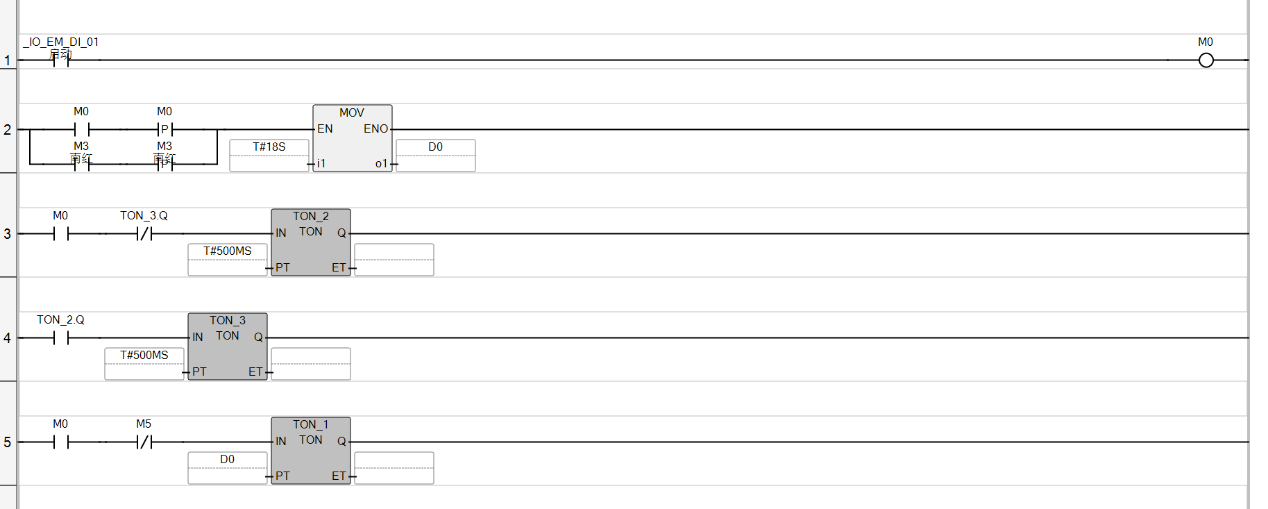 _IO_EM_DI_01
启动
M0
1
M0
M0
MOV
2
P
EN
ENO
M3
M3
T#18S
D0
南红
南红
P
i1
o1
M0
TON_3.Q
TON_2
3
IN
TON
Q
T#500MS
PT
ET
TON_2.Q
TON_3
4
IN
TON
Q
T#500MS
PT
ET
M0
M5
TON_1
5
IN
TON
Q
D0
PT
ET